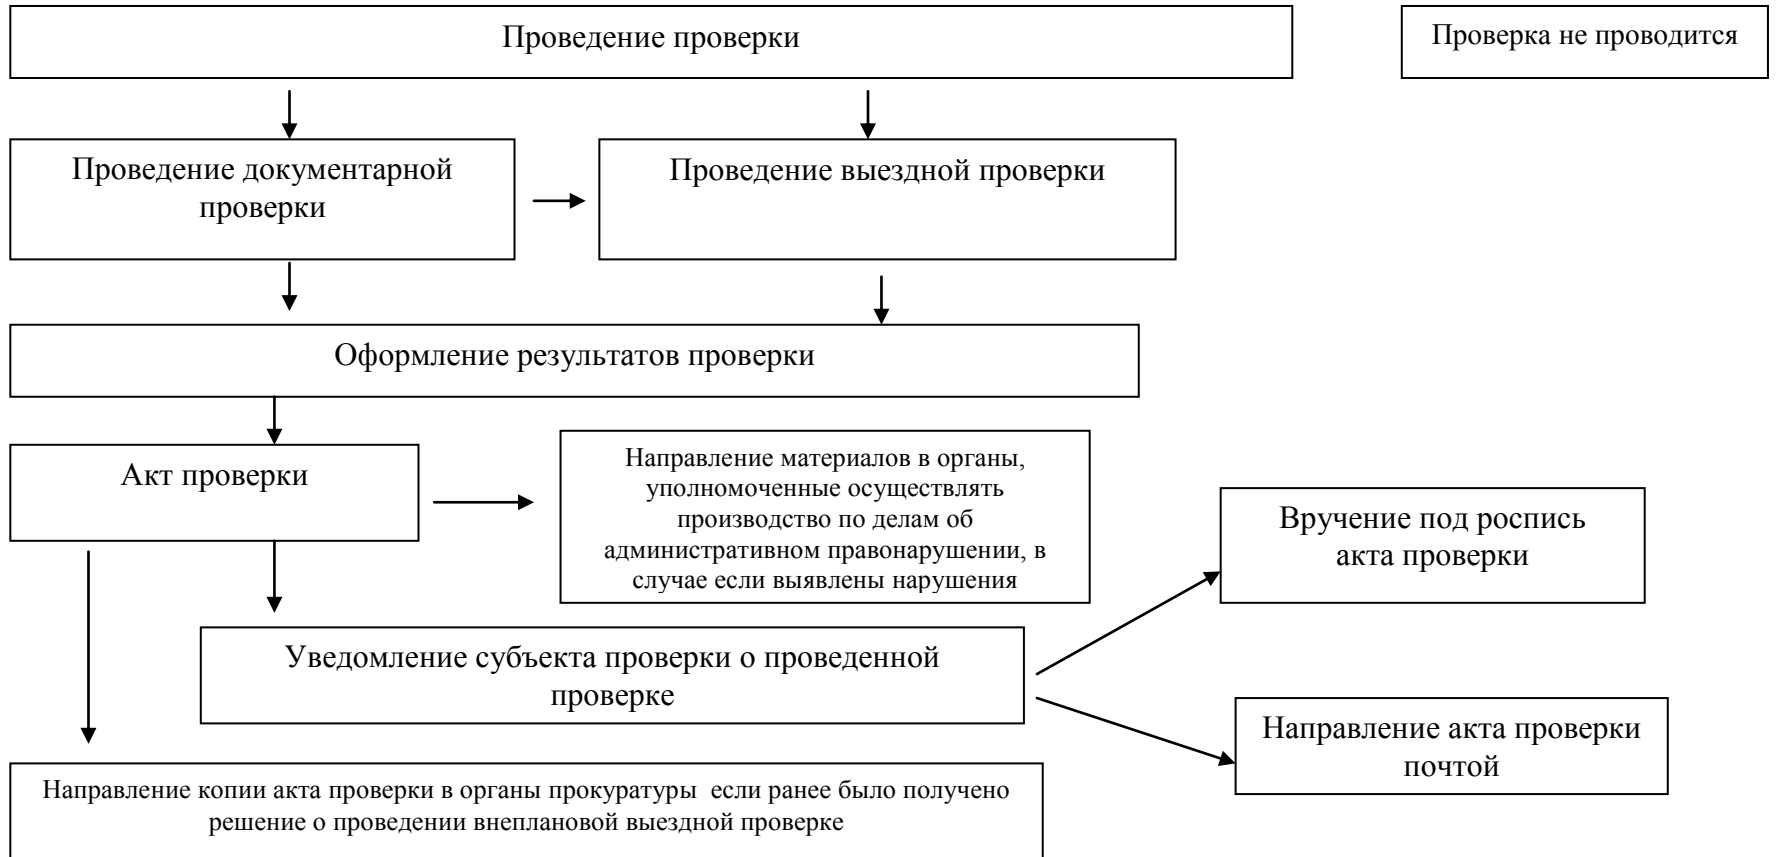 Проведение проверки
Проверка не проводится
Проведение документарной
проверки
Проведение выездной проверки
Оформление результатов проверки
Акт проверки
Направление материалов в органы,
уполномоченные осуществлять
производство по делам об
административном правонарушении, в
случае если выявлены нарушения
Вручение под роспись
акта проверки
Уведомление субъекта проверки о проведенной
проверке
Направление акта проверки
почтой
Направление копии акта проверки в органы прокуратуры если ранее было получено
решение о проведении внеплановой выездной проверке